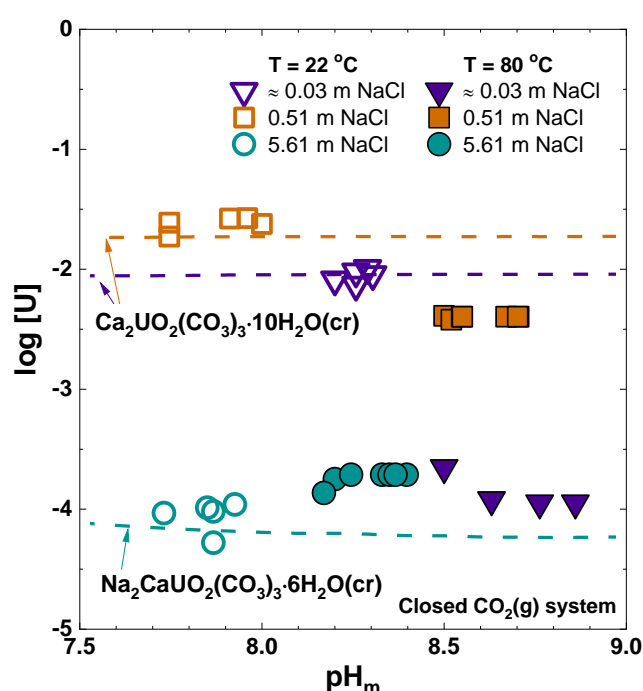 0
-1
-2
-3
-4
-5
7.5 8.0 8.5 9.0
log [U]
pHₘ
T = 22 °C T = 80 °C
≈ 0.03 m NaCl ≈ 0.03 m NaCl
0.51 m NaCl 0.51 m NaCl
5.61 m NaCl 5.61 m NaCl
Ca₂UO₂(CO₃)₃·10H₂O(cr)
Na₂CaUO₂(CO₃)₃·6H₂O(cr)
Closed CO₂(g) system